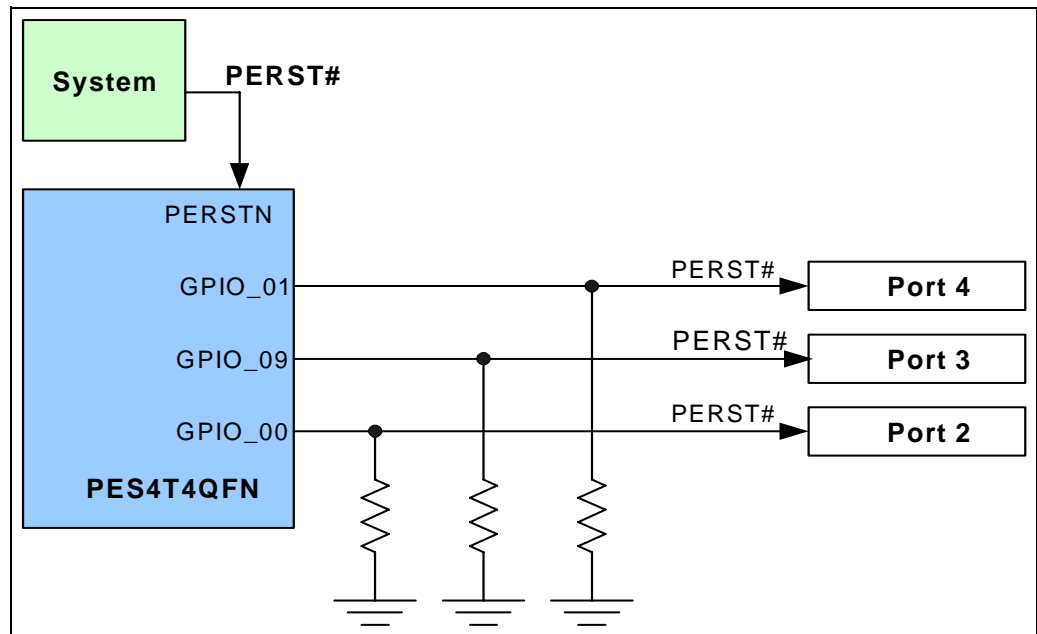 System
PERST#
PERSTN
GPIO_01
PERST#
Port 4
GPIO_09
PERST#
Port 3
GPIO_00
PERST#
Port 2
PES4T4QFN